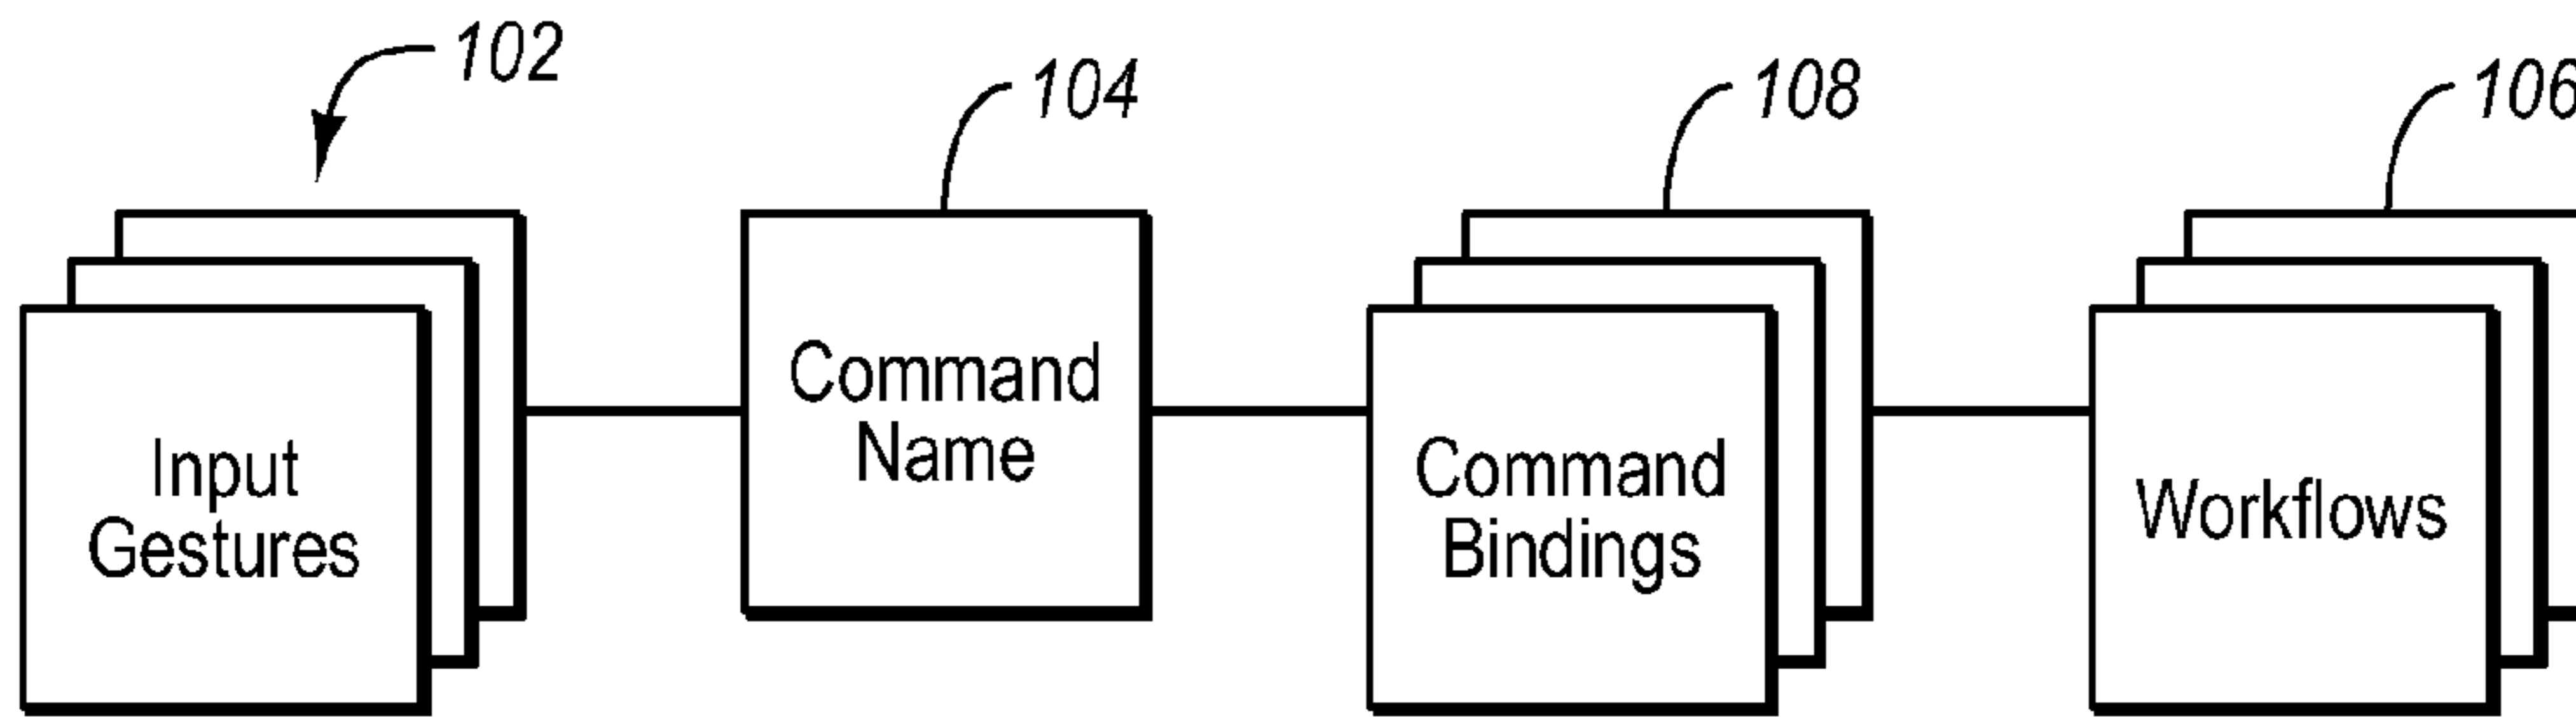 102
104
108
106
Input
Gestures
Command
Name
Command
Bindings
Workflows